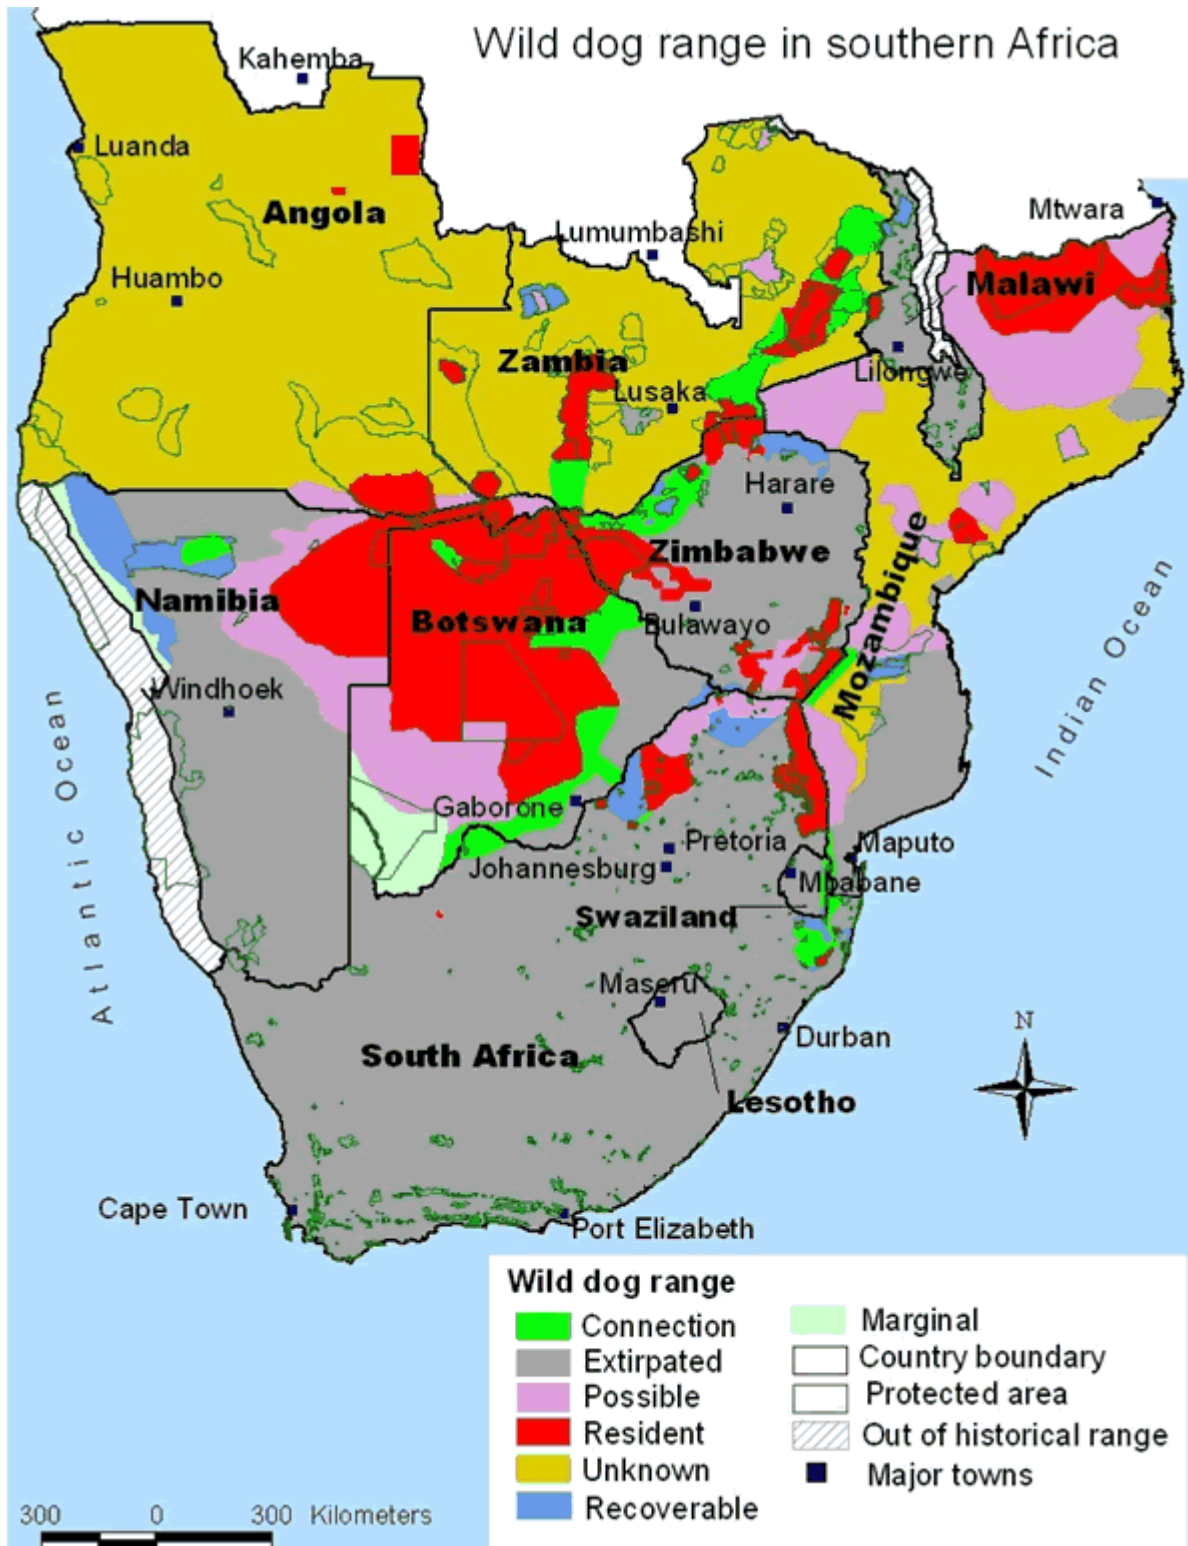 Wild dog range in southern Africa
Kahemba
Luanda
Angola
Lumumbashi
Mtwara
Huambo
Malawi
Zambia
Lilongwe
Lusaka
Harare
Zimbabwe
Namibia
Botswana
Bulawayo
Mozambique
Windhoek
Indian Ocean
Atlantic Ocean
Gaborone
Pretoria
Maputo
Johannesburg
Mbabane
Swaziland
Maseru
N
Durban
South Africa
Lesotho
Cape Town
Port Elizabeth
Wild dog range
Connection
Extirpated
Possible
Resident
Unknown
Recoverable
Marginal
Country boundary
Protected area
Out of historical range
Major towns
300 0 300 Kilometers